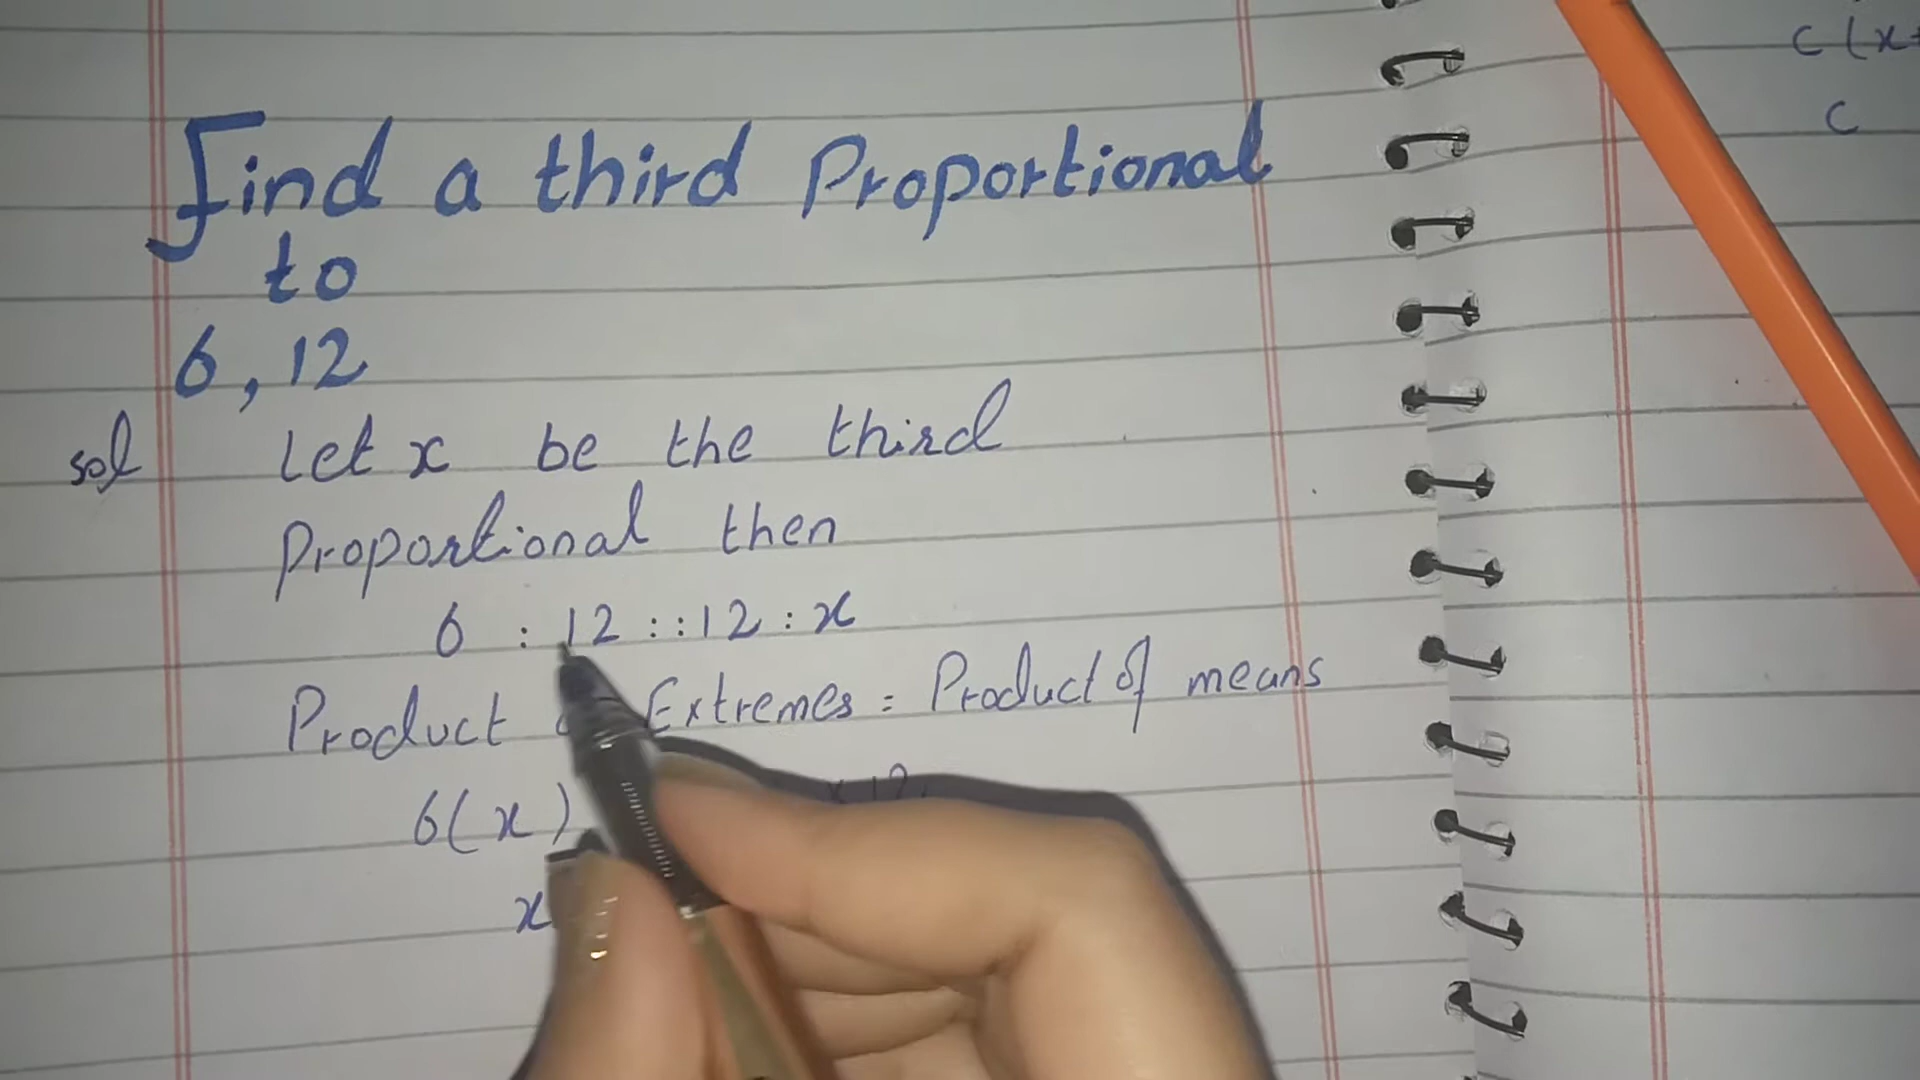 Find a third Proportional
to
6, 12
sol Let x be the third
Proportional then
6 : 12 :: 12 : x
Product Extremes = Product of means
6(x) x 12
x
c (x
c